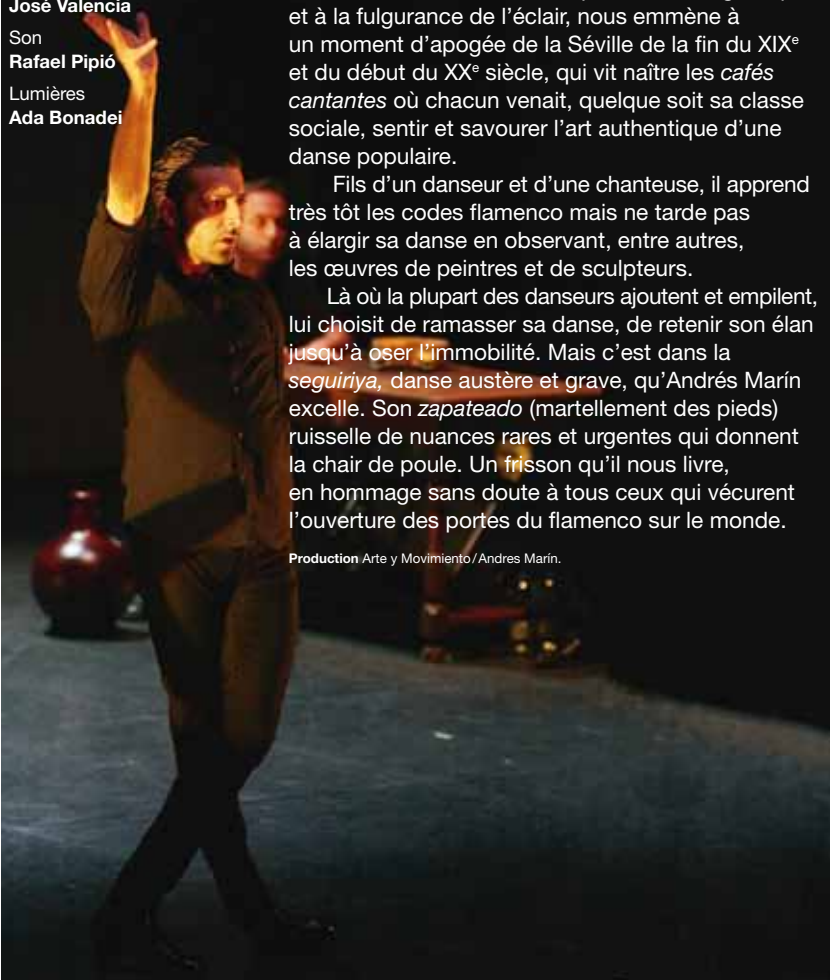 José Valencia
Son
Rafael Pipió
Lumières
Ada Bonadei
et à la fulgurance de l’éclair, nous emmène à
un moment d’apogée de la Séville de la fin du XIXe
et du début du XXe siècle, qui vit naître les cafés
cantantes où chacun venait, quelque soit sa classe
sociale, sentir et savourer l’art authentique d’une
danse populaire.
Fils d’un danseur et d’une chanteuse, il apprend
très tôt les codes flamenco mais ne tarde pas
à élargir sa danse en observant, entre autres,
les œuvres de peintres et de sculpteurs.
Là où la plupart des danseurs ajoutent et empilent,
lui choisit de ramasser sa danse, de retenir son élan
jusqu’à oser l’immobilité. Mais c’est dans la
seguiriya, danse austère et grave, qu’Andrés Marín
excelle. Son zapateado (martellement des pieds)
ruisselle de nuances rares et urgentes qui donnent
la chair de poule. Un frisson qu’il nous livre,
en hommage sans doute à tous ceux qui vécurent
l’ouverture des portes du flamenco sur le monde.
Production Arte y Movimiento/Andres Marín.